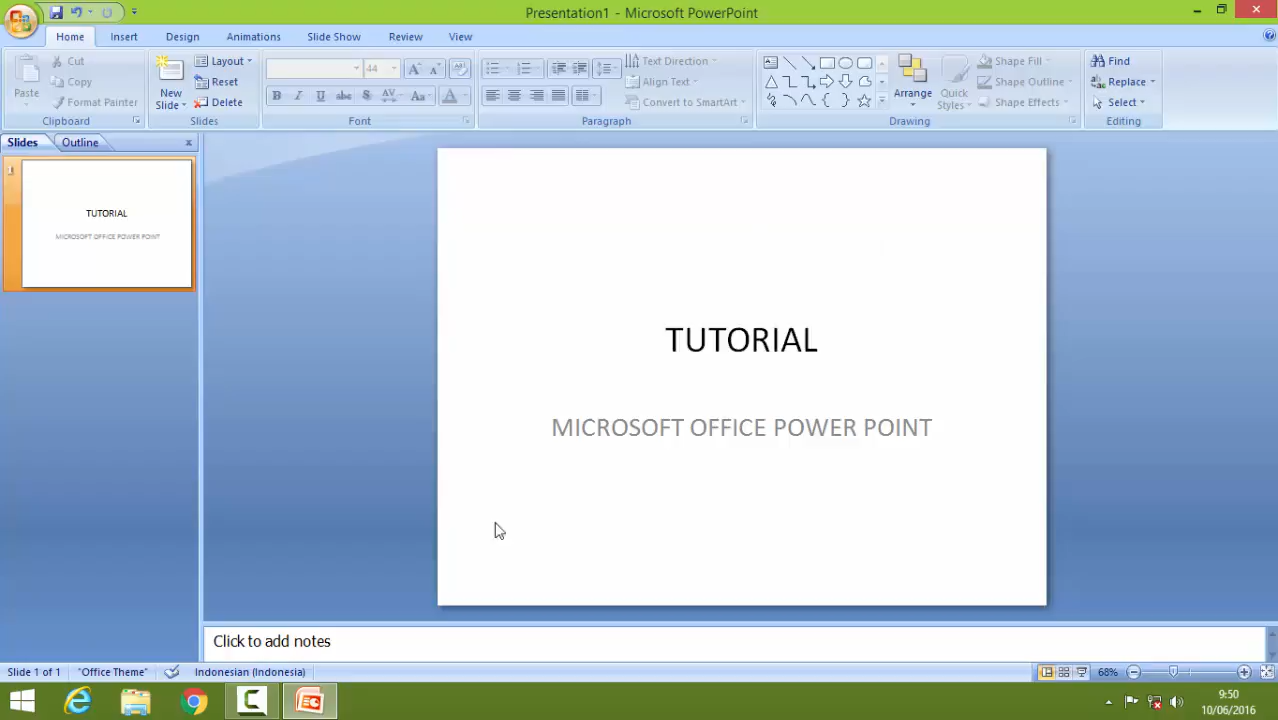 Presentation1 - Microsoft PowerPoint
Home Insert Design Animations Slide Show Review View
Paste
Cut
Copy
Format Painter
Clipboard
New Slide
Layout
Reset
Delete
Slides
44
B I U abc S AV Aa A
Font
Text Direction
Align Text
Convert to SmartArt
Paragraph
Arrange
Quick Styles
Shape Fill
Shape Outline
Shape Effects
Drawing
Find
Replace
Select
Editing
Slides Outline
1
TUTORIAL
MICROSOFT OFFICE POWER POINT
TUTORIAL
MICROSOFT OFFICE POWER POINT
Click to add notes
Slide 1 of 1 "Office Theme" Indonesian (Indonesia) 68%
9:50
10/06/2016